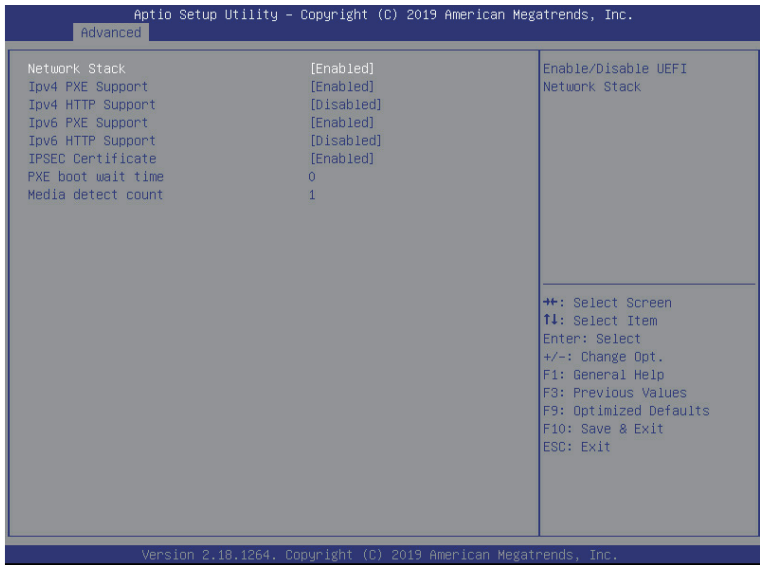 Aptio Setup Utility – Copyright (C) 2019 American Megatrends, Inc.
Advanced
Network Stack [Enabled]
Ipv4 PXE Support [Enabled]
Ipv4 HTTP Support [Disabled]
Ipv6 PXE Support [Enabled]
Ipv6 HTTP Support [Disabled]
IPSEC Certificate [Enabled]
PXE boot wait time 0
Media detect count 1
Enable/Disable UEFI
Network Stack
→←: Select Screen
↑↓: Select Item
Enter: Select
+/-: Change Opt.
F1: General Help
F3: Previous Values
F9: Optimized Defaults
F10: Save & Exit
ESC: Exit
Version 2.18.1264. Copyright (C) 2019 American Megatrends, Inc.